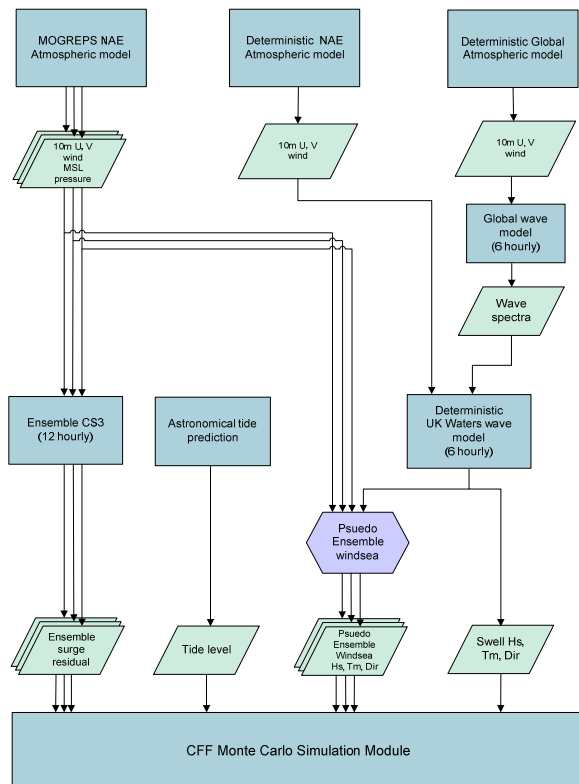 MOGREPS NAE
Atmospheric model
Deterministic NAE
Atmospheric model
Deterministic Global
Atmospheric model
10m U, V
wind
MSL
pressure
10m U, V
wind
10m U, V
wind
Global wave
model
(6 hourly)
Wave
spectra
Ensemble CS3
(12 hourly)
Astronomical tide
prediction
Deterministic
UK Waters wave
model
(6 hourly)
Psuedo
Ensemble
windsea
Ensemble
surge
residual
Tide level
Psuedo
Ensemble
Windsea
Hs, Tm, Dir
Swell Hs,
Tm, Dir
CFF Monte Carlo Simulation Module